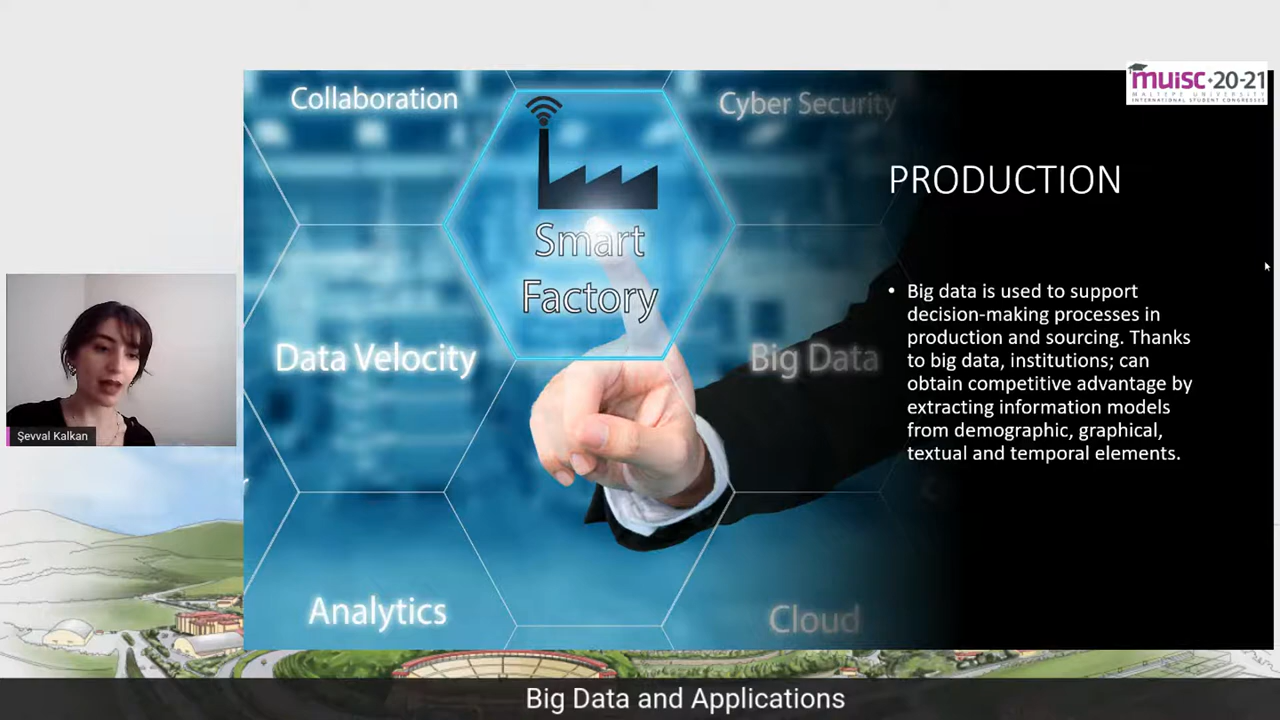 muisc·20-21
MALTEPE UNIVERSITY
INTERNATIONAL STUDENT CONGRESSES
Collaboration
Cyber Security
Smart
Factory
Data Velocity
Big Data
Analytics
Cloud
PRODUCTION
• Big data is used to support
decision-making processes in
production and sourcing. Thanks
to big data, institutions; can
obtain competitive advantage by
extracting information models
from demographic, graphical,
textual and temporal elements.
Şevval Kalkan
Big Data and Applications